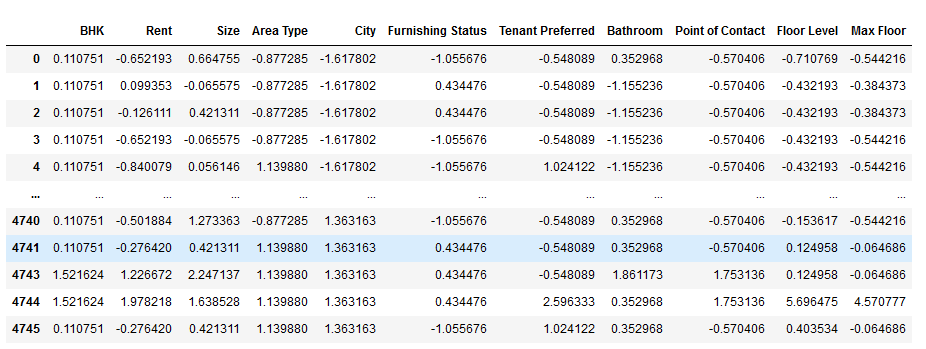 BHK Rent Size Area Type City Furnishing Status Tenant Preferred Bathroom Point of Contact Floor Level Max Floor
0 0.110751 -0.652193 0.664755 -0.877285 -1.617802 -1.055676 -0.548089 0.352968 -0.570406 -0.710769 -0.544216
1 0.110751 0.099353 -0.065575 -0.877285 -1.617802 0.434476 -0.548089 -1.155236 -0.570406 -0.432193 -0.384373
2 0.110751 -0.126111 0.421311 -0.877285 -1.617802 0.434476 -0.548089 -1.155236 -0.570406 -0.432193 -0.384373
3 0.110751 -0.652193 -0.065575 -0.877285 -1.617802 -1.055676 -0.548089 -1.155236 -0.570406 -0.432193 -0.544216
4 0.110751 -0.840079 0.056146 1.139880 -1.617802 -1.055676 1.024122 -1.155236 -0.570406 -0.432193 -0.544216
... ... ... ... ... ... ... ... ... ... ... ...
4740 0.110751 -0.501884 1.273363 -0.877285 1.363163 -1.055676 -0.548089 0.352968 -0.570406 -0.153617 -0.544216
4741 0.110751 -0.276420 0.421311 1.139880 1.363163 0.434476 -0.548089 0.352968 -0.570406 0.124958 -0.064686
4743 1.521624 1.226672 2.247137 1.139880 1.363163 0.434476 -0.548089 1.861173 1.753136 0.124958 -0.064686
4744 1.521624 1.978218 1.638528 1.139880 1.363163 0.434476 2.596333 0.352968 1.753136 5.696475 4.570777
4745 0.110751 -0.276420 0.421311 1.139880 1.363163 -1.055676 1.024122 0.352968 -0.570406 0.403534 -0.064686